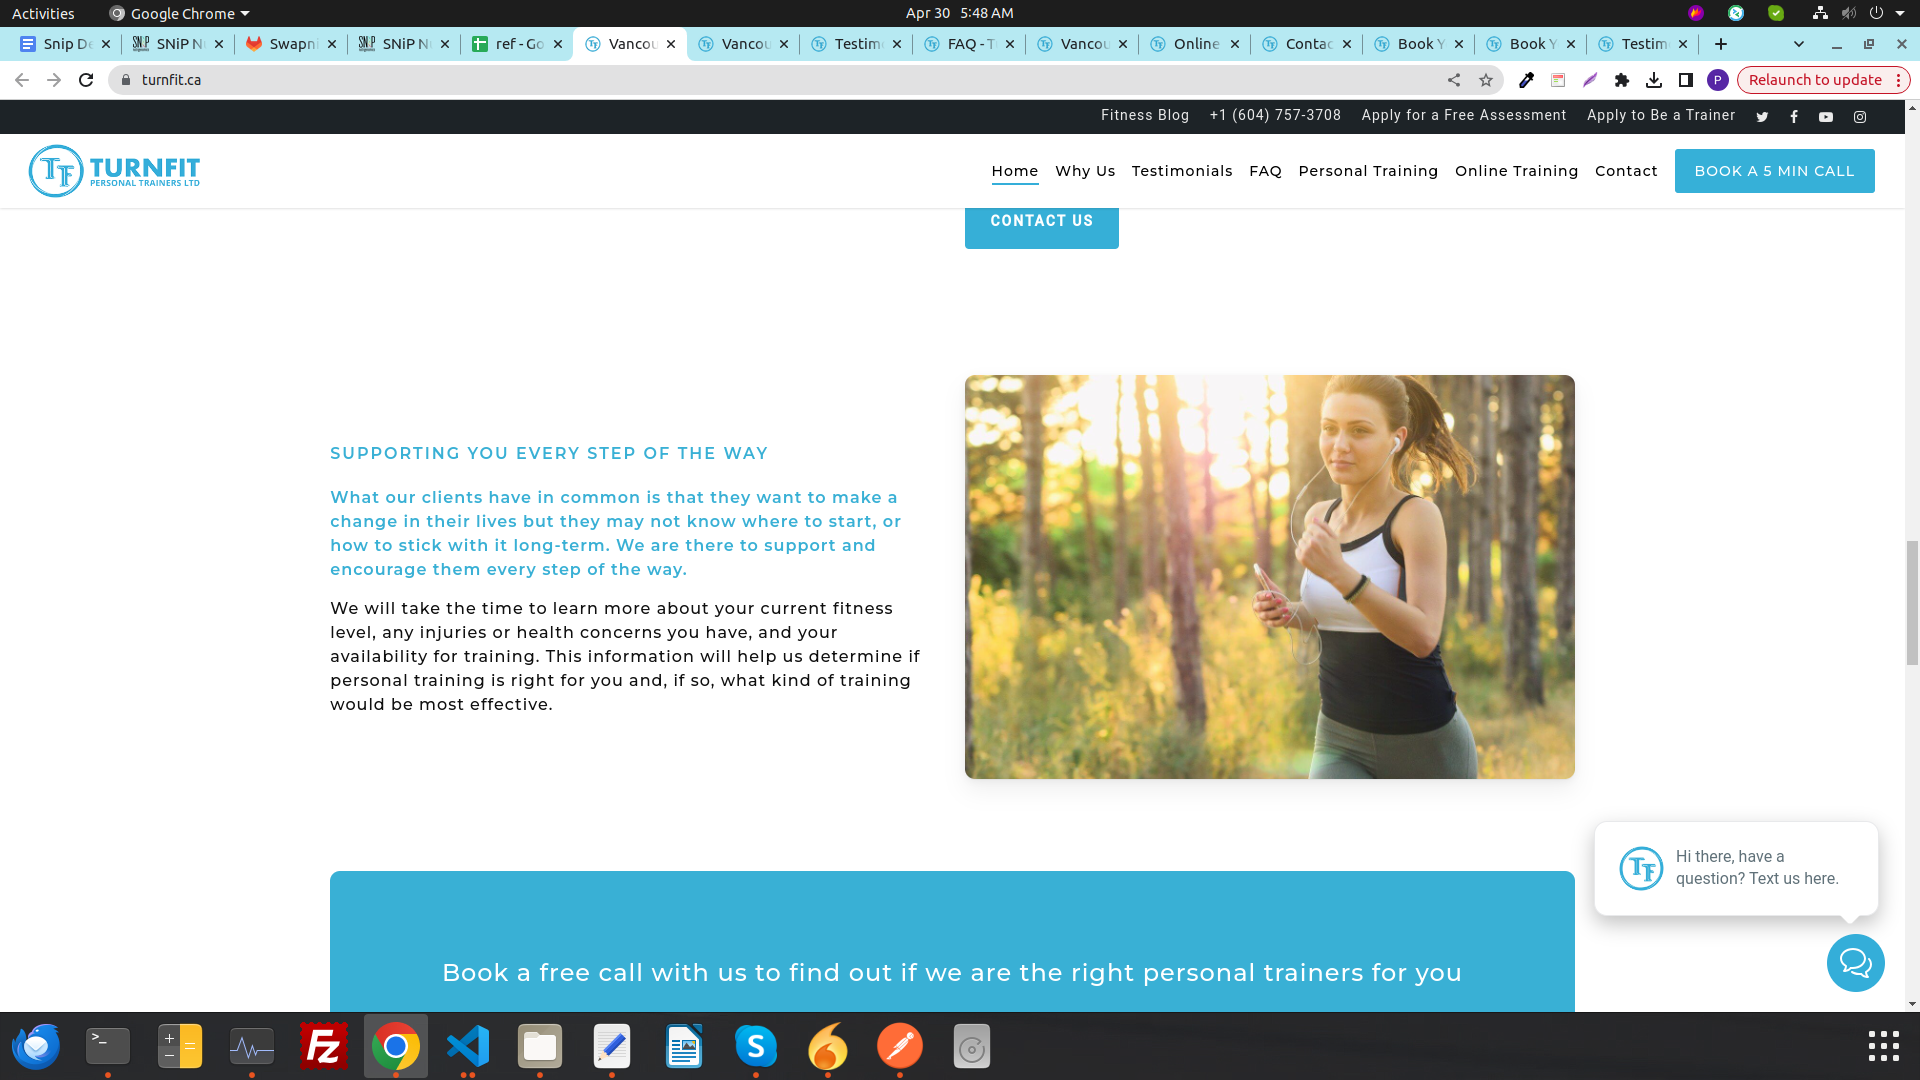 Activities
Google Chrome
Apr 30 5:48 AM
Snip De
SNiP N
Swapni
SNiP N
ref - Go
Vancou
Vancou
Testim
FAQ - T
Vancou
Online
Contac
Book Y
Book Y
Testim
turnfit.ca
P
Relaunch to update
Fitness Blog
+1 (604) 757-3708
Apply for a Free Assessment
Apply to Be a Trainer
TF
TURNFIT
PERSONAL TRAINERS LTD
Home
Why Us
Testimonials
FAQ
Personal Training
Online Training
Contact
BOOK A 5 MIN CALL
CONTACT US
SUPPORTING YOU EVERY STEP OF THE WAY
What our clients have in common is that they want to make a
change in their lives but they may not know where to start, or
how to stick with it long-term. We are there to support and
encourage them every step of the way.
We will take the time to learn more about your current fitness
level, any injuries or health concerns you have, and your
availability for training. This information will help us determine if
personal training is right for you and, if so, what kind of training
would be most effective.
TF
Hi there, have a
question? Text us here.
Book a free call with us to find out if we are the right personal trainers for you